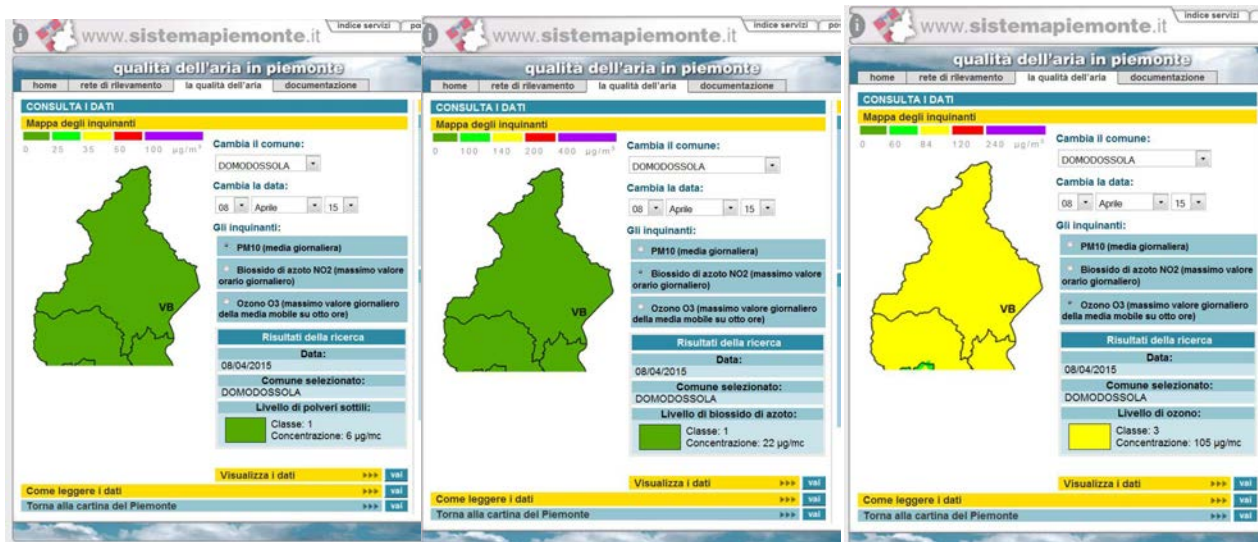 indice servizi
www.sistemapiemonte.it
qualità dell'aria in piemonte
home rete di rilevamento la qualità dell'aria documentazione
CONSULTA I DATI
Mappa degli inquinanti
0 25 35 50 100 µg/m³
Cambia il comune:
DOMODOSSOLA
Cambia la data:
08 Aprile 15
Gli inquinanti:
PM10 (media giornaliera)
Biossido di azoto NO2 (massimo valore
orario giornaliero)
Ozono O3 (massimo valore giornaliero
della media mobile su otto ore)
VB
Risultati della ricerca
Data:
08/04/2015
Comune selezionato:
DOMODOSSOLA
Livello di polveri sottili:
Classe: 1
Concentrazione: 6 µg/mc
Visualizza i dati vai
Come leggere i dati vai
Torna alla cartina del Piemonte vai
indice servizi
www.sistemapiemonte.it
qualità dell'aria in piemonte
home rete di rilevamento la qualità dell'aria documentazione
CONSULTA I DATI
Mappa degli inquinanti
0 100 140 200 400 µg/m³
Cambia il comune:
DOMODOSSOLA
Cambia la data:
08 Aprile 15
Gli inquinanti:
PM10 (media giornaliera)
Biossido di azoto NO2 (massimo valore
orario giornaliero)
Ozono O3 (massimo valore giornaliero
della media mobile su otto ore)
VB
Risultati della ricerca
Data:
08/04/2015
Comune selezionato:
DOMODOSSOLA
Livello di biossido di azoto:
Classe: 1
Concentrazione: 22 µg/mc
Visualizza i dati vai
Come leggere i dati vai
Torna alla cartina del Piemonte vai
indice servizi
www.sistemapiemonte.it
qualità dell'aria in piemonte
home rete di rilevamento la qualità dell'aria documentazione
CONSULTA I DATI
Mappa degli inquinanti
0 60 84 120 240 µg/m³
Cambia il comune:
DOMODOSSOLA
Cambia la data:
08 Aprile 15
Gli inquinanti:
PM10 (media giornaliera)
Biossido di azoto NO2 (massimo valore
orario giornaliero)
Ozono O3 (massimo valore giornaliero
della media mobile su otto ore)
VB
Risultati della ricerca
Data:
08/04/2015
Comune selezionato:
DOMODOSSOLA
Livello di ozono:
Classe: 3
Concentrazione: 105 µg/mc
Visualizza i dati vai
Come leggere i dati vai
Torna alla cartina del Piemonte vai